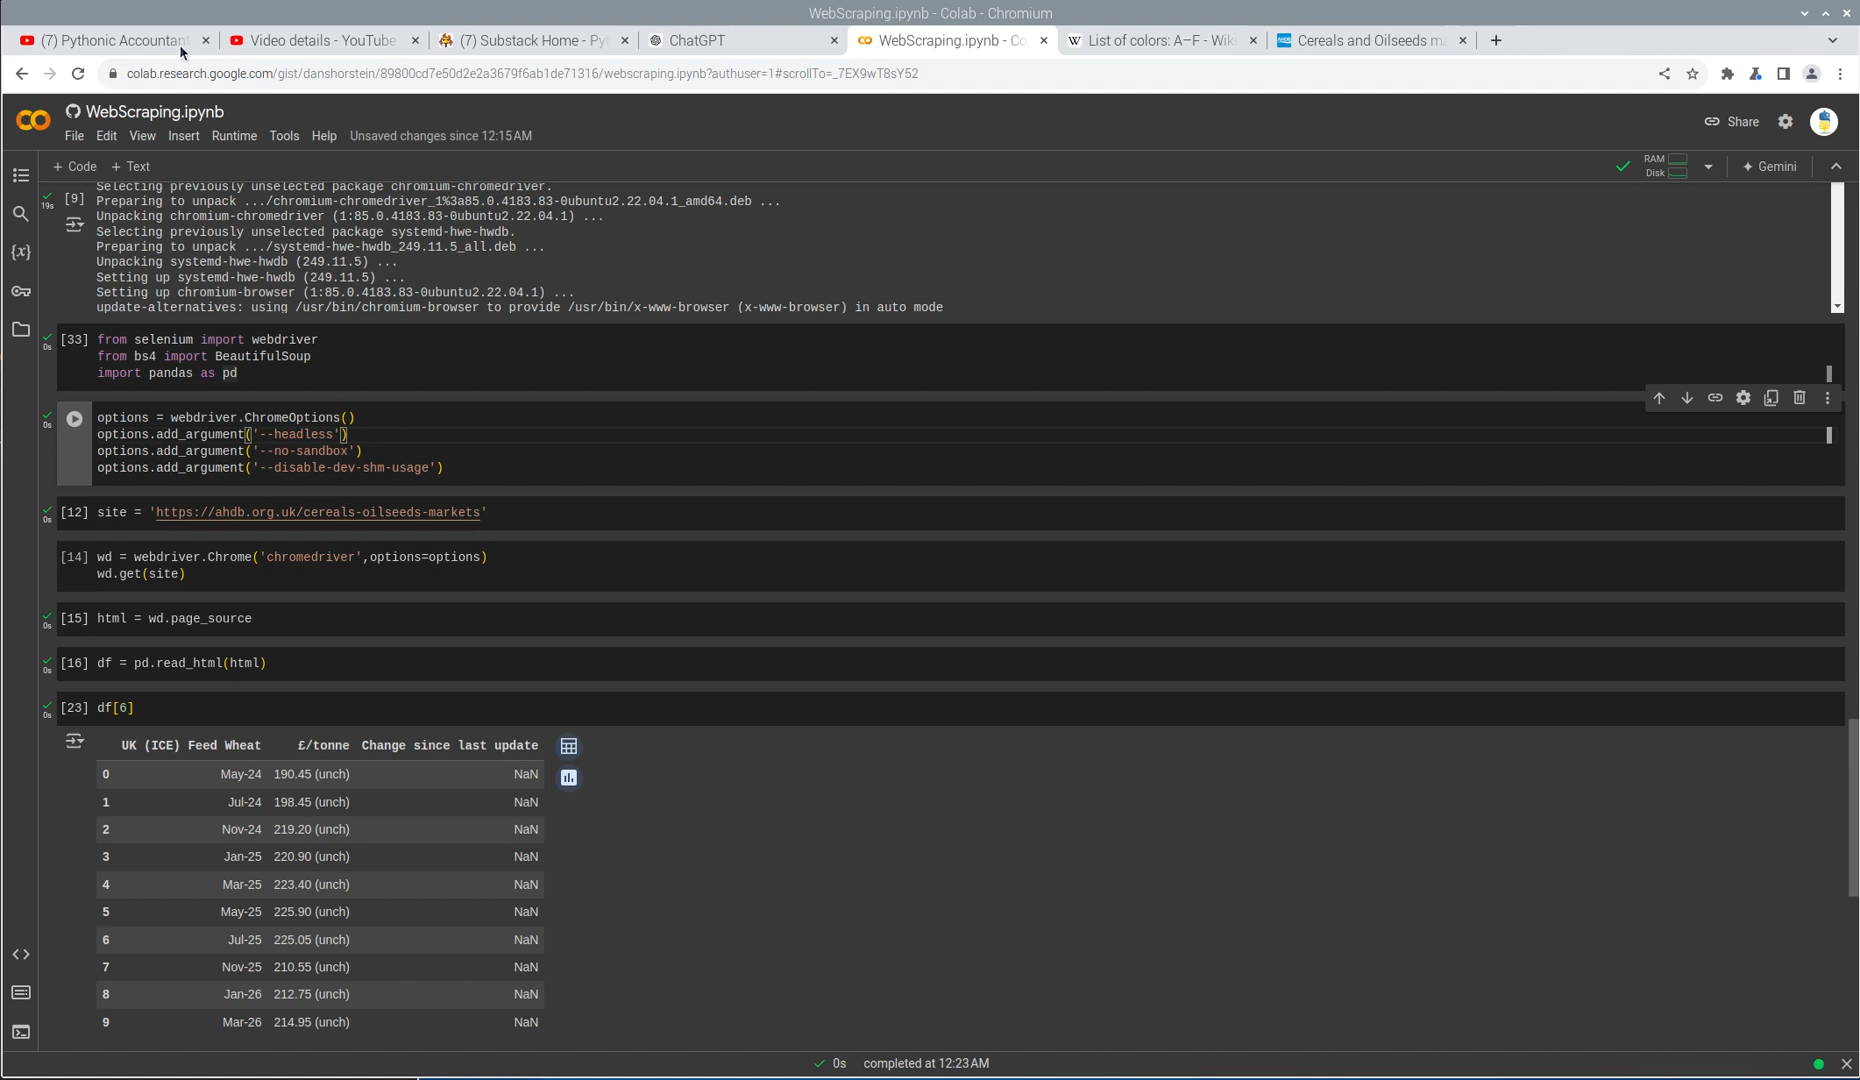 WebScraping.ipynb - Colab - Chromium
(7) Pythonic Accountant
Video details - YouTube
(7) Substack Home - Pyt
ChatGPT
WebScraping.ipynb - Co
List of colors: A–F - Wiki
Cereals and Oilseeds ma
colab.research.google.com/gist/danshorstein/89800cd7e50d2e2a3679f6ab1de71316/webscraping.ipynb?authuser=1#scrollTo=_7EX9wT8sY52
WebScraping.ipynb
File Edit View Insert Runtime Tools Help Unsaved changes since 12:15 AM
Share
+ Code + Text
RAM
Disk
Gemini
Selecting previously unselected package chromium-chromedriver.
19s [9] Preparing to unpack .../chromium-chromedriver_1%3a85.0.4183.83-0ubuntu2.22.04.1_amd64.deb ...
Unpacking chromium-chromedriver (1:85.0.4183.83-0ubuntu2.22.04.1) ...
Selecting previously unselected package systemd-hwe-hwdb.
Preparing to unpack .../systemd-hwe-hwdb_249.11.5_all.deb ...
Unpacking systemd-hwe-hwdb (249.11.5) ...
Setting up systemd-hwe-hwdb (249.11.5) ...
Setting up chromium-browser (1:85.0.4183.83-0ubuntu2.22.04.1) ...
update-alternatives: using /usr/bin/chromium-browser to provide /usr/bin/x-www-browser (x-www-browser) in auto mode
0s [33] from selenium import webdriver
from bs4 import BeautifulSoup
import pandas as pd
0s options = webdriver.ChromeOptions()
options.add_argument('--headless')
options.add_argument('--no-sandbox')
options.add_argument('--disable-dev-shm-usage')
0s [12] site = 'https://ahdb.org.uk/cereals-oilseeds-markets'
[14] wd = webdriver.Chrome('chromedriver',options=options)
wd.get(site)
0s [15] html = wd.page_source
0s [16] df = pd.read_html(html)
0s [23] df[6]
UK (ICE) Feed Wheat £/tonne Change since last update
0 May-24 190.45 (unch) NaN
1 Jul-24 198.45 (unch) NaN
2 Nov-24 219.20 (unch) NaN
3 Jan-25 220.90 (unch) NaN
4 Mar-25 223.40 (unch) NaN
5 May-25 225.90 (unch) NaN
6 Jul-25 225.05 (unch) NaN
7 Nov-25 210.55 (unch) NaN
8 Jan-26 212.75 (unch) NaN
9 Mar-26 214.95 (unch) NaN
0s completed at 12:23 AM